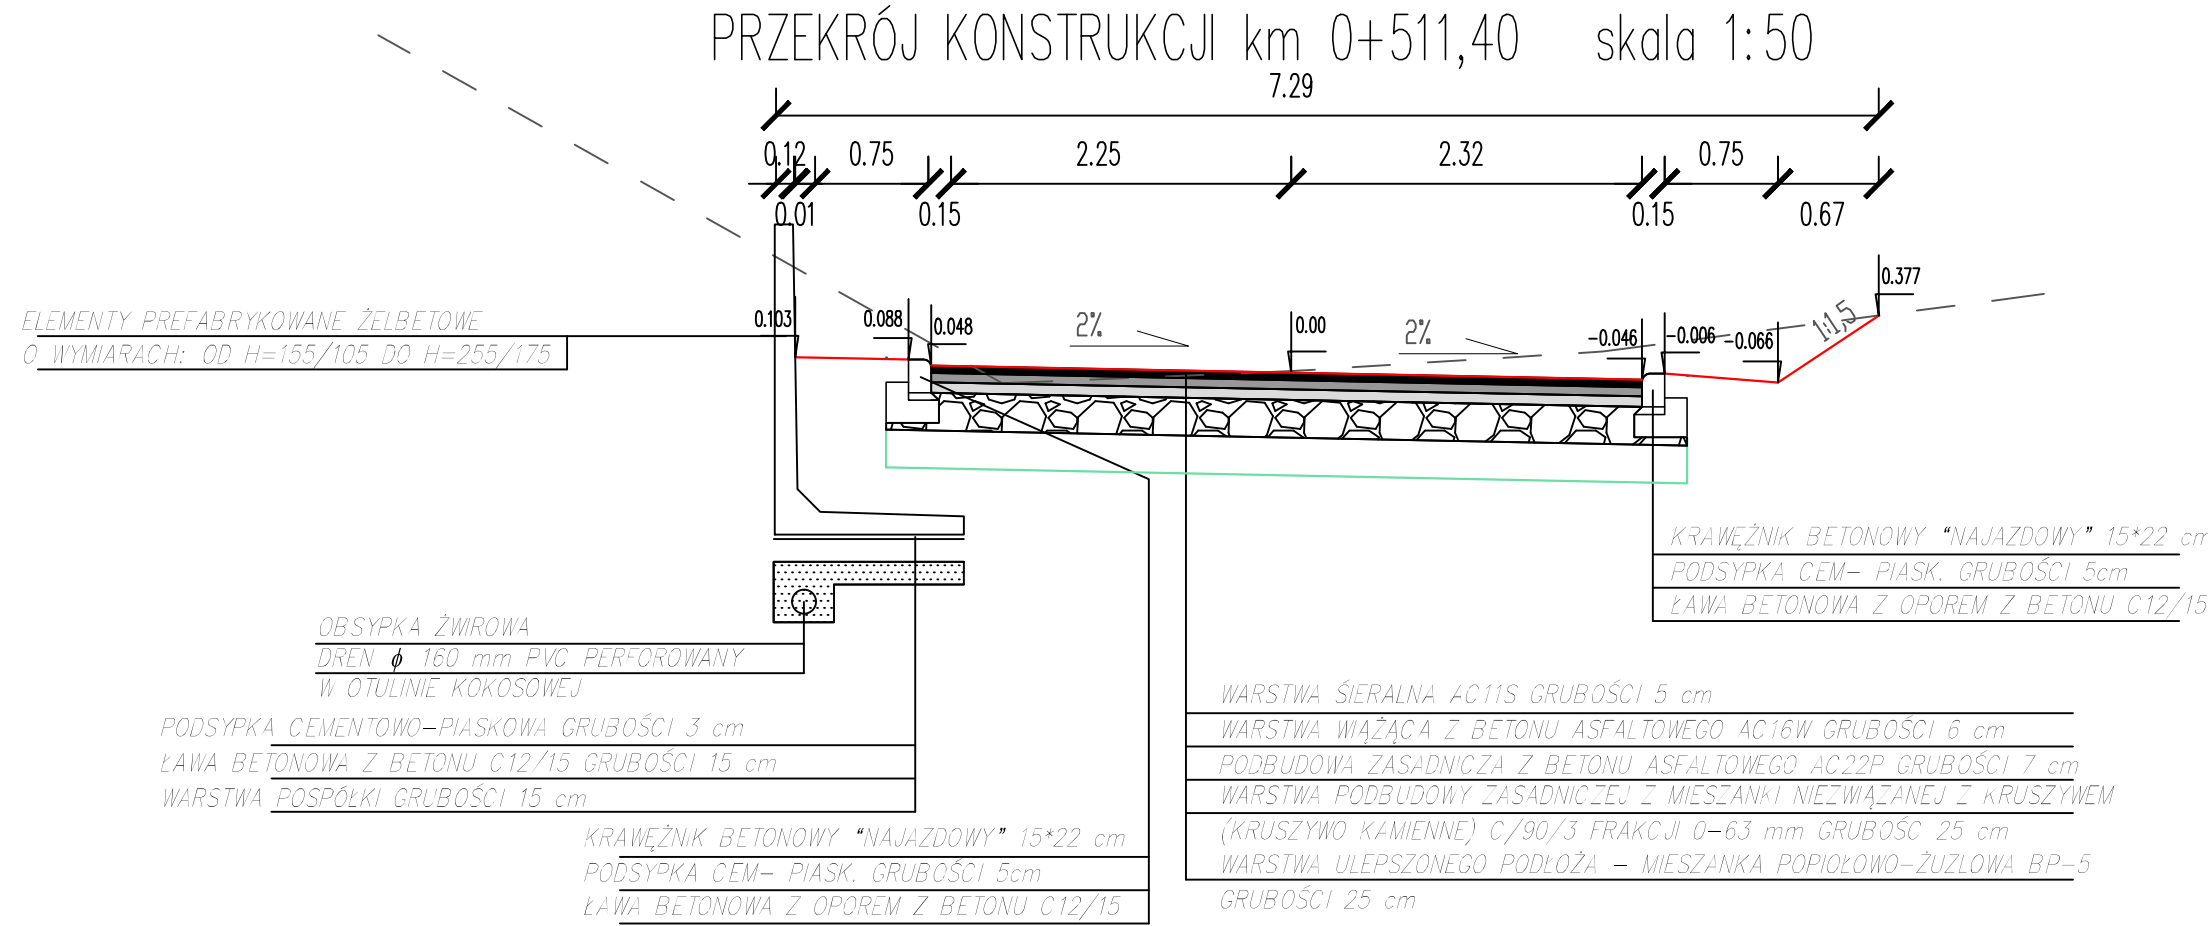 PRZEKRÓJ KONSTRUKCJI km 0+511,40 skala 1:50
7.29
0.12 0.75 2.25 2.32 0.75
0.01 0.15 0.15 0.67
0.377
ELEMENTY PREFABRYKOWANE ŻELBETOWE
O WYMIARACH: OD H=155/105 DO H=255/175
0.103 0.088 0.048 2% 0.00 2% -0.046 -0.006 -0.066 1:1,5
KRAWĘŻNIK BETONOWY "NAJAZDOWY" 15*22 cm
PODSYPKA CEM- PIASK. GRUBOŚCI 5cm
ŁAWA BETONOWA Z OPOREM Z BETONU C12/15
OBSYPKA ŻWIROWA
DREN ϕ 160 mm PVC PERFOROWANY
W OTULINIE KOKOSOWEJ
PODSYPKA CEMENTOWO-PIASKOWA GRUBOŚCI 3 cm
ŁAWA BETONOWA Z BETONU C12/15 GRUBOŚCI 15 cm
WARSTWA POSPÓŁKI GRUBOŚCI 15 cm
KRAWĘŻNIK BETONOWY "NAJAZDOWY" 15*22 cm
PODSYPKA CEM- PIASK. GRUBOŚCI 5cm
ŁAWA BETONOWA Z OPOREM Z BETONU C12/15
WARSTWA ŚIERALNA AC11S GRUBOŚCI 5 cm
WARSTWA WIĄŻĄCA Z BETONU ASFALTOWEGO AC16W GRUBOŚCI 6 cm
PODBUDOWA ZASADNICZA Z BETONU ASFALTOWEGO AC22P GRUBOŚCI 7 cm
WARSTWA PODBUDOWY ZASADNICZEJ Z MIESZANKI NIEZWIĄZANEJ Z KRUSZYWEM
(KRUSZYWO KAMIENNE) C/90/3 FRAKCJI 0-63 mm GRUBOŚC 25 cm
WARSTWA ULEPSZONEGO PODŁOŻA - MIESZANKA POPIOŁOWO-ŻUZLOWA BP-5
GRUBOŚCI 25 cm